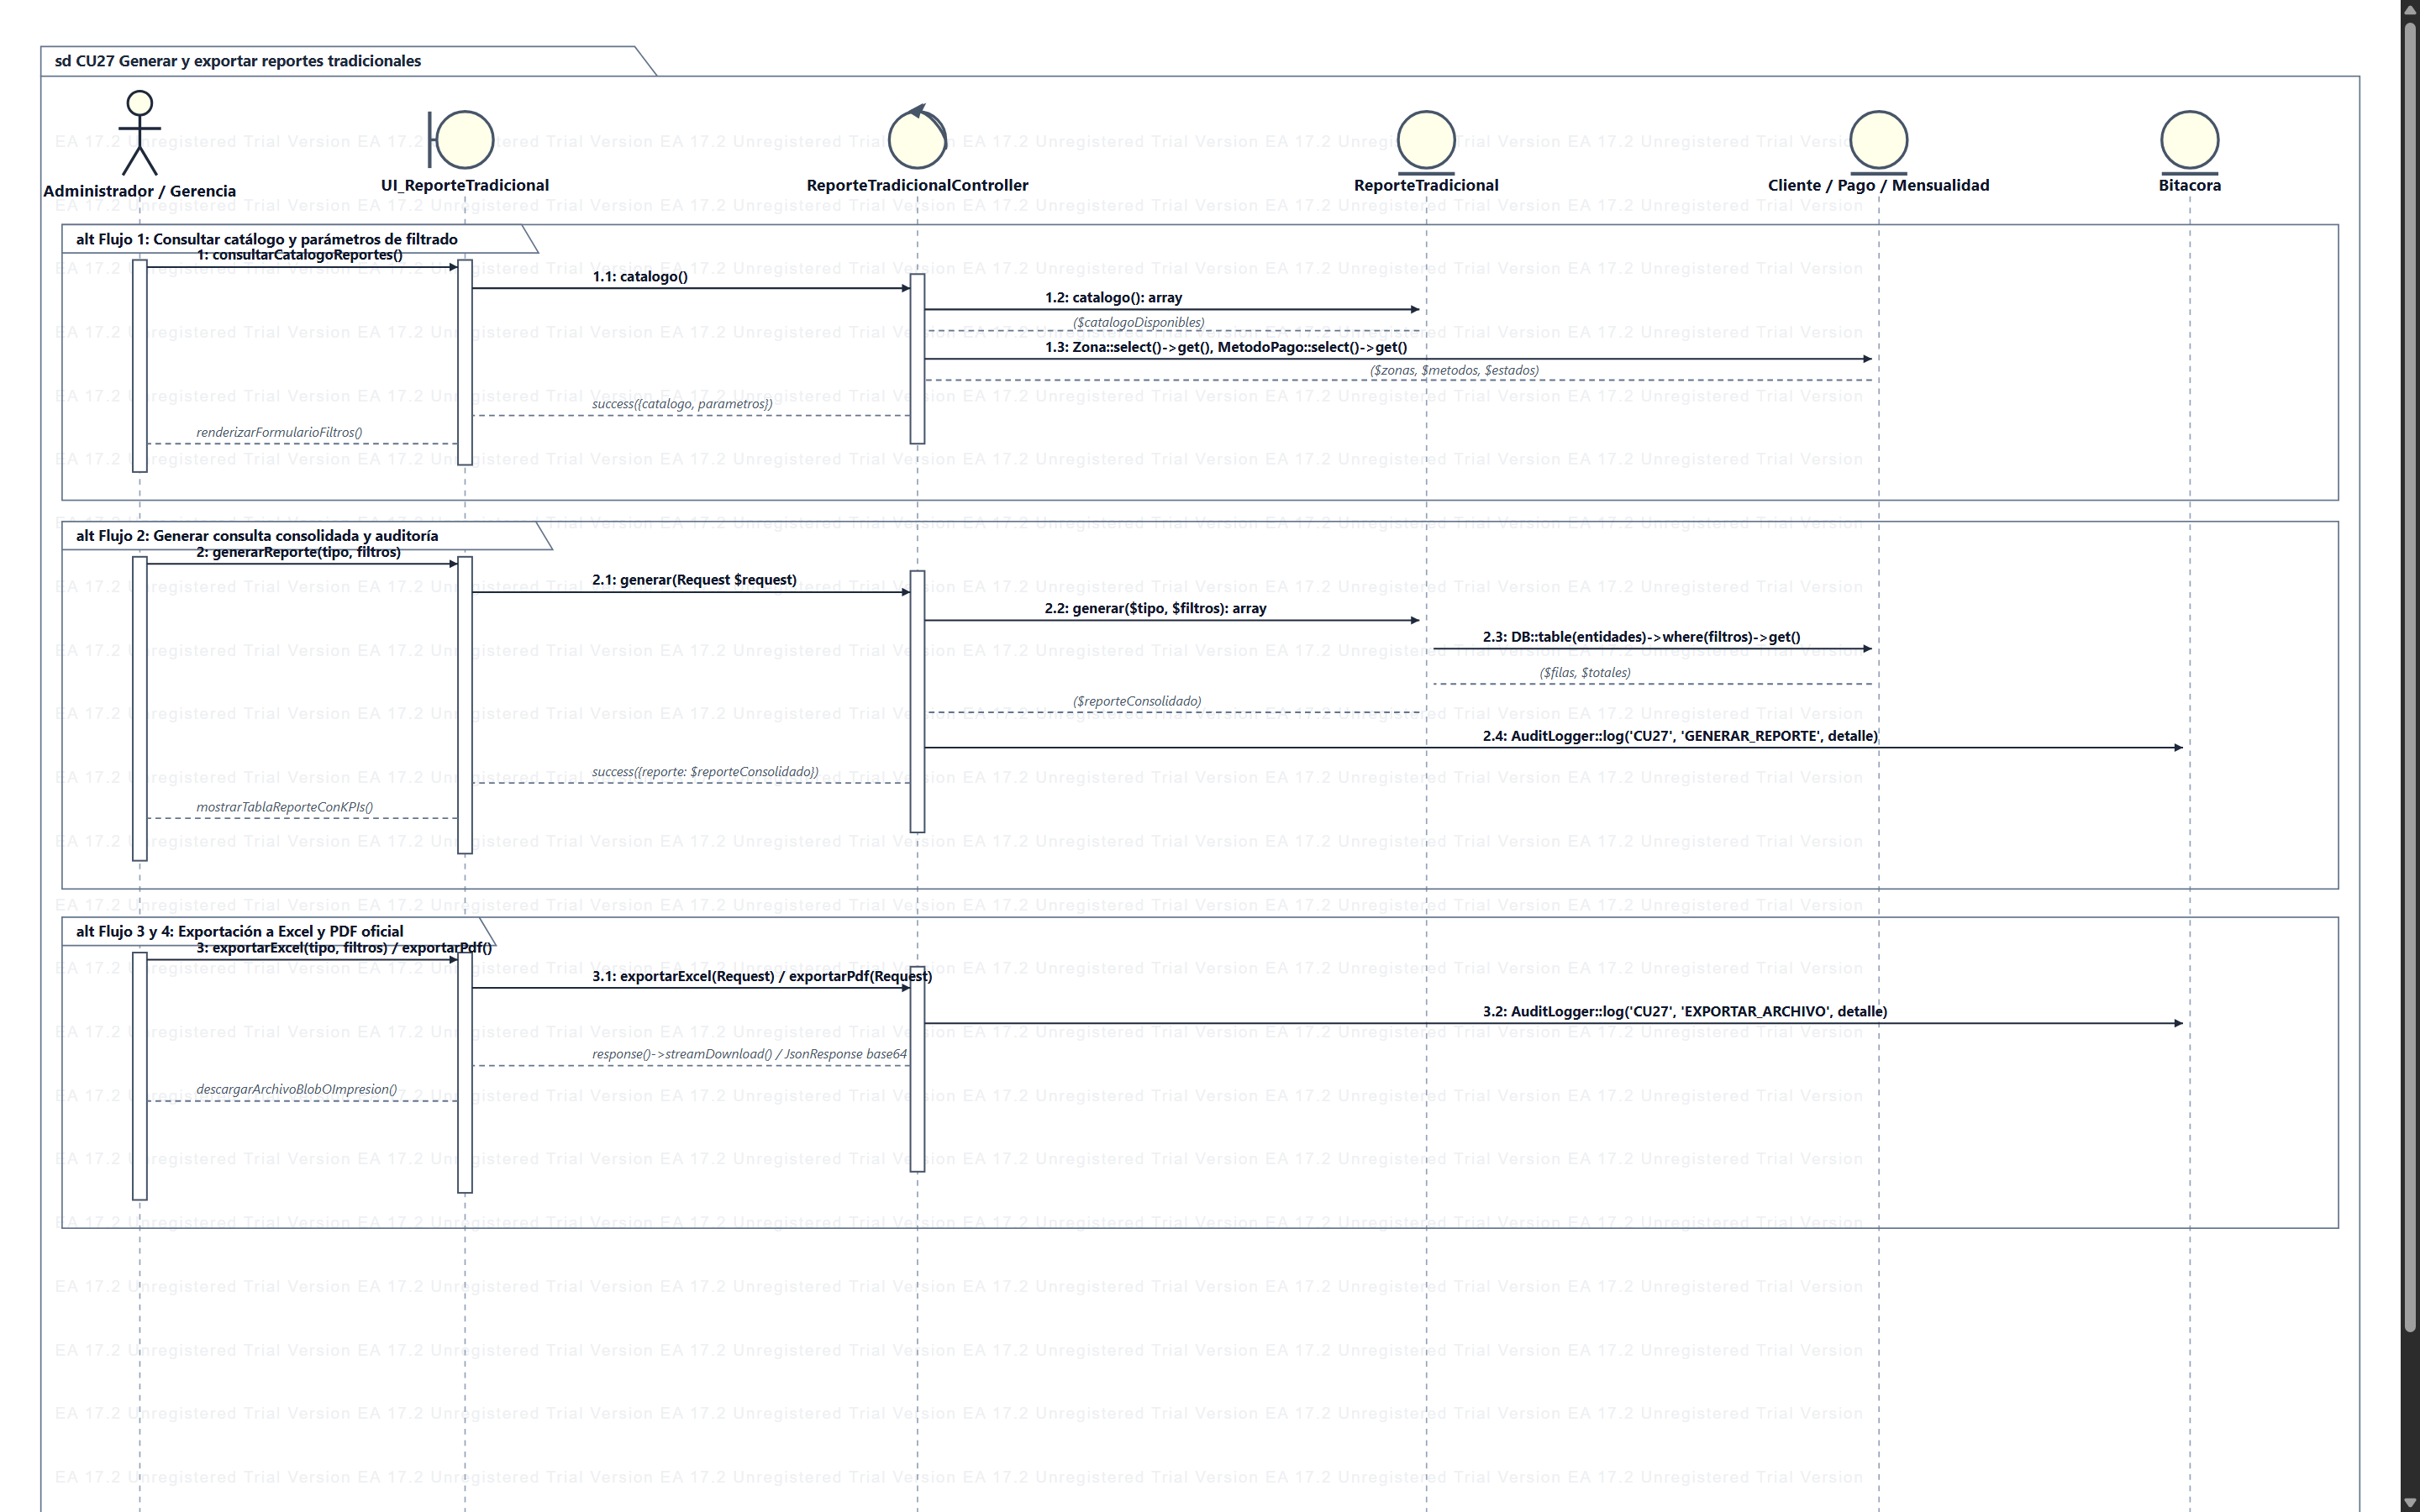 sd CU27 Generar y exportar reportes tradicionales
Administrador / Gerencia
UI_ReporteTradicional
ReporteTradicionalController
ReporteTradicional
Cliente / Pago / Mensualidad
Bitacora
alt Flujo 1: Consultar catálogo y parámetros de filtrado
1: consultarCatalogoReportes()
1.1: catalogo()
1.2: catalogo(): array
($catalogoDisponibles)
1.3: Zona::select()->get(), MetodoPago::select()->get()
($zonas, $metodos, $estados)
success({catalogo, parametros})
renderizarFormularioFiltros()
alt Flujo 2: Generar consulta consolidada y auditoría
2: generarReporte(tipo, filtros)
2.1: generar(Request $request)
2.2: generar($tipo, $filtros): array
2.3: DB::table(entidades)->where(filtros)->get()
($filas, $totales)
($reporteConsolidado)
2.4: AuditLogger::log('CU27', 'GENERAR_REPORTE', detalle)
success({reporte: $reporteConsolidado})
mostrarTablaReporteConKPIs()
alt Flujo 3 y 4: Exportación a Excel y PDF oficial
3: exportarExcel(tipo, filtros) / exportarPdf()
3.1: exportarExcel(Request) / exportarPdf(Request)
3.2: AuditLogger::log('CU27', 'EXPORTAR_ARCHIVO', detalle)
response()->streamDownload() / JsonResponse base64
descargarArchivoBlobOImpresion()
EA 17.2 Unregistered Trial Version